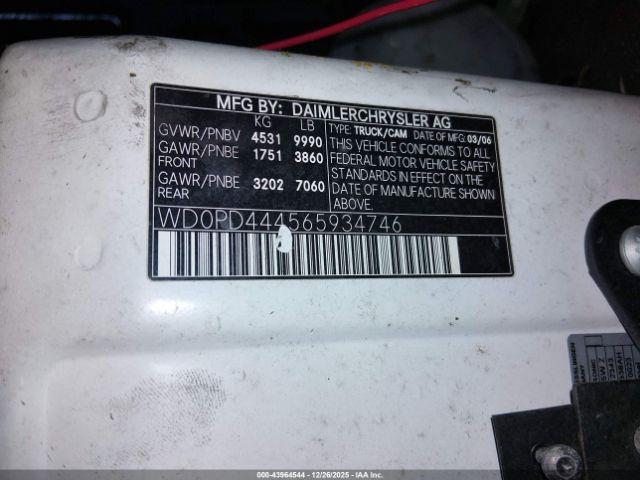 MFG BY: DAIMLERCHRYSLER AG
KG LB
GVWR/PNBV 4531 9990
GAWR/PNBE 1751 3860
FRONT
GAWR/PNBE 3202 7060
REAR
TYPE: TRUCK/CAM DATE OF MFG: 03/06
THIS VEHICLE CONFORMS TO ALL
FEDERAL MOTOR VEHICLE SAFETY
STANDARDS IN EFFECT ON THE
DATE OF MANUFACTURE SHOWN
ABOVE.
WD0PD444565934746
000-43964544 - 12/26/2025 - IAA Inc.